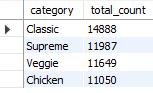 category total_count
Classic 14888
Supreme 11987
Veggie 11649
Chicken 11050